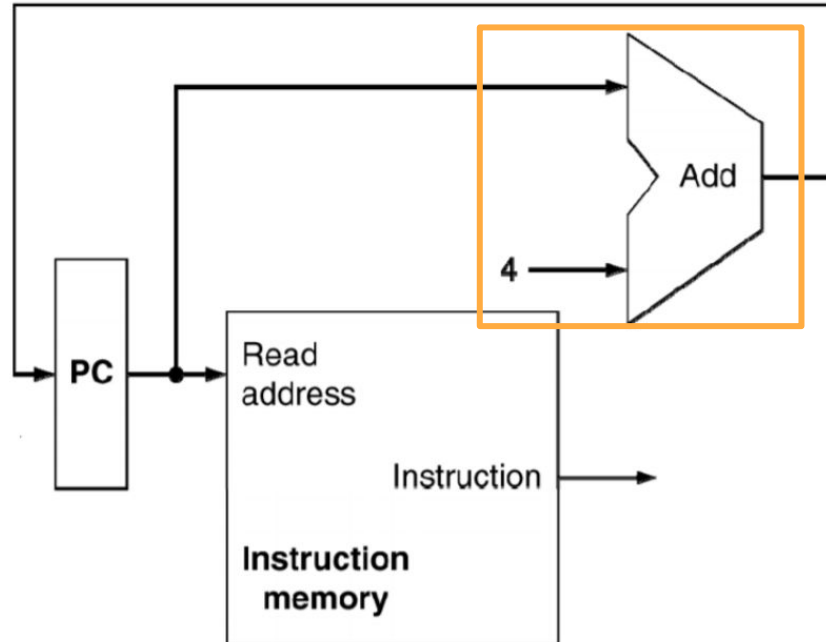 Add
4
PC
Read
address
Instruction
Instruction
memory